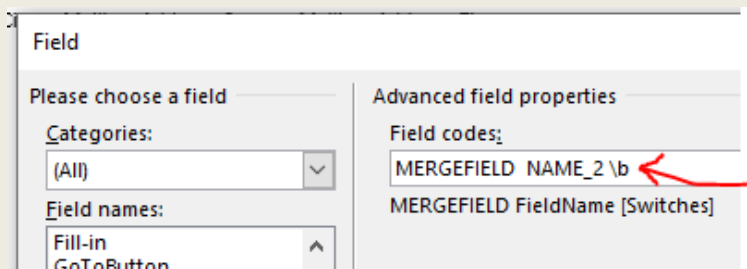 Field
Please choose a field
Advanced field properties
Categories:
Field codes:
(All)
MERGEFIELD NAME_2 \b
Field names:
MERGEFIELD FieldName [Switches]
Fill-in
GoToButton